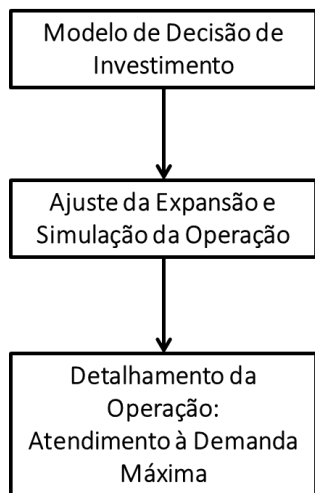 Modelo de Decisão de
Investimento
Ajuste da Expansão e
Simulação da Operação
Detalhamento da
Operação:
Atendimento à Demanda
Máxima